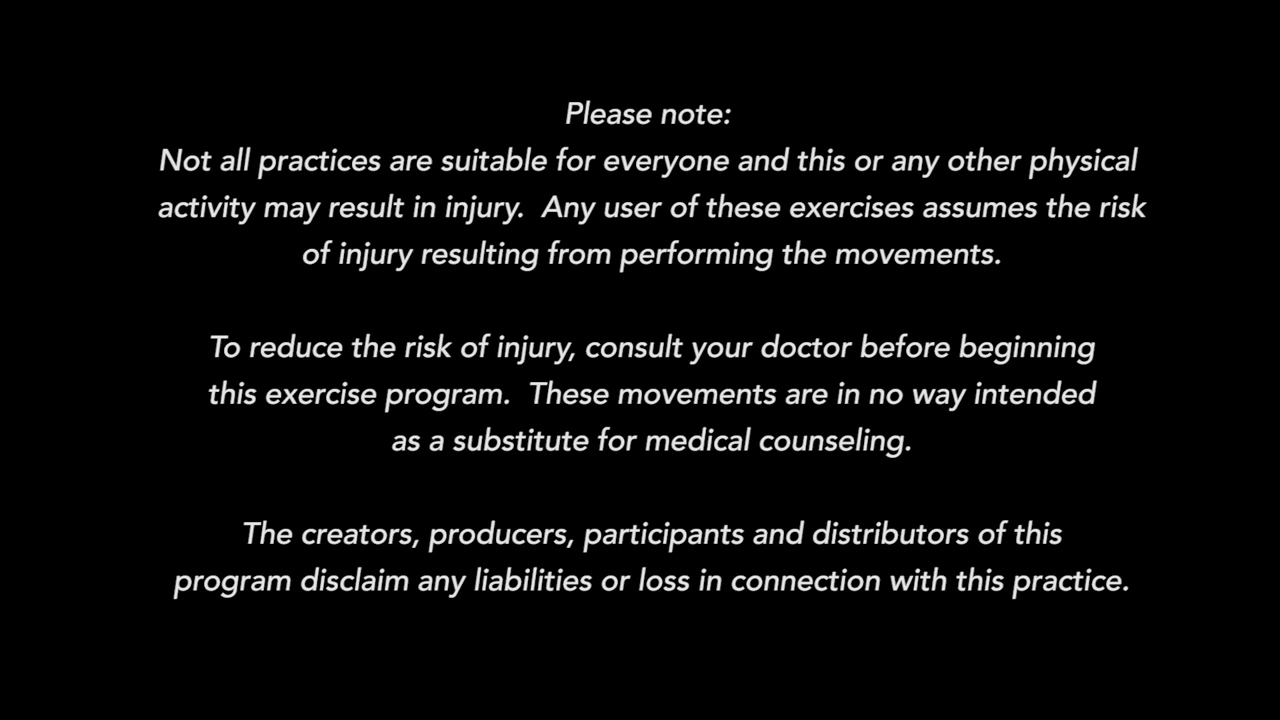 Please note:
Not all practices are suitable for everyone and this or any other physical
activity may result in injury.  Any user of these exercises assumes the risk
of injury resulting from performing the movements.
To reduce the risk of injury, consult your doctor before beginning
this exercise program.  These movements are in no way intended
as a substitute for medical counseling.
The creators, producers, participants and distributors of this
program disclaim any liabilities or loss in connection with this practice.